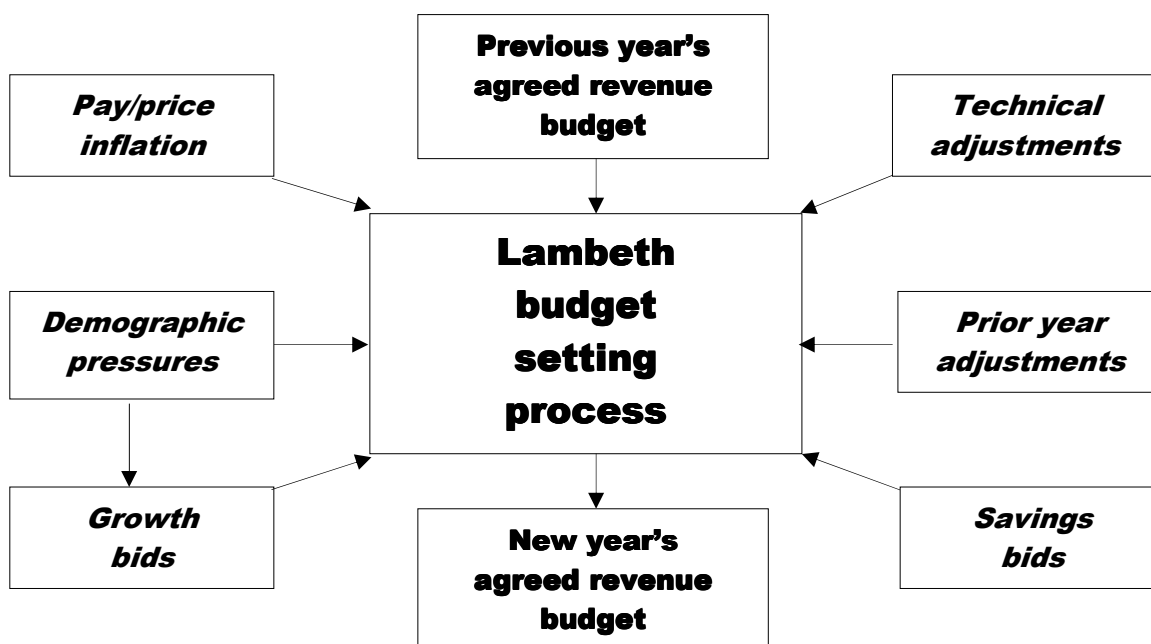 Previous year’s
agreed revenue
budget
Pay/price
inflation
Technical
adjustments
Lambeth
budget
setting
process
Demographic
pressures
Prior year
adjustments
Growth
bids
New year’s
agreed revenue
budget
Savings
bids